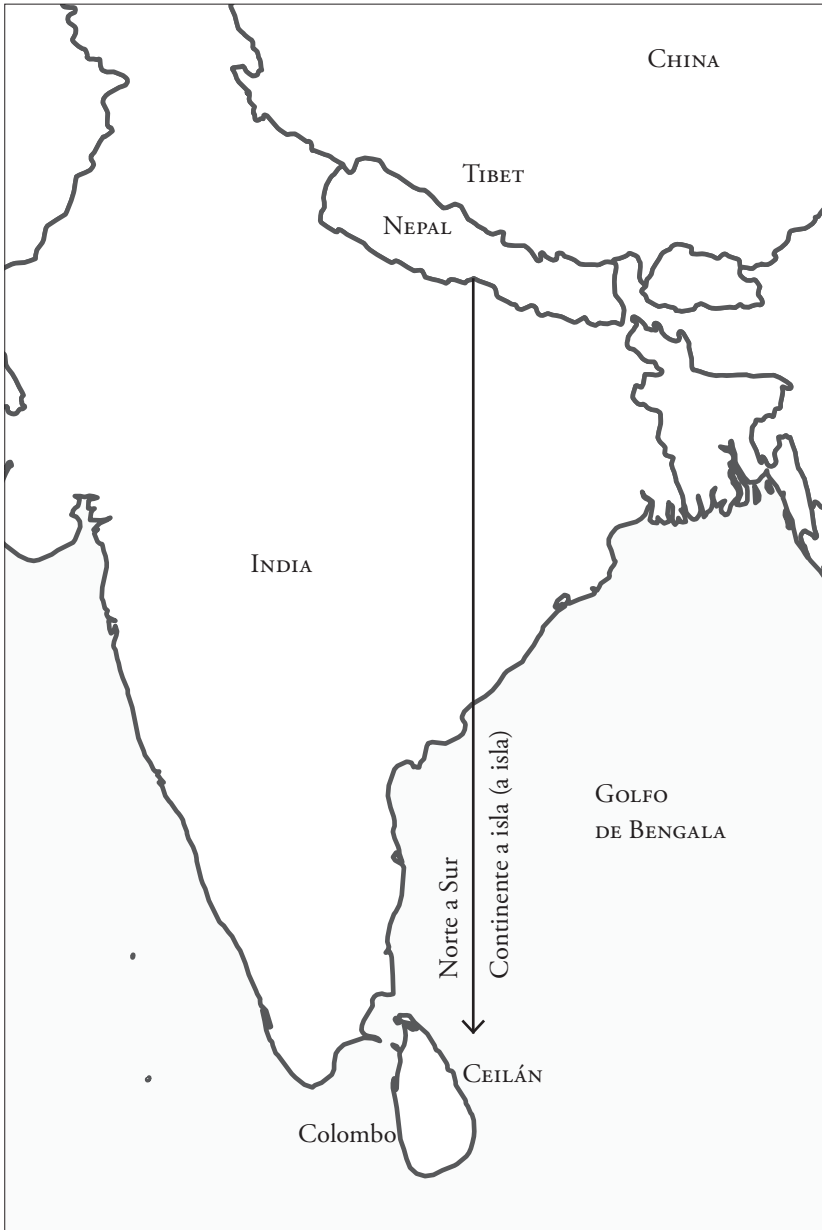 CHINA
TIBET
NEPAL
INDIA
GOLFO
DE BENGALA
Norte a Sur
Continente a isla (a isla)
CEILÁN
Colombo